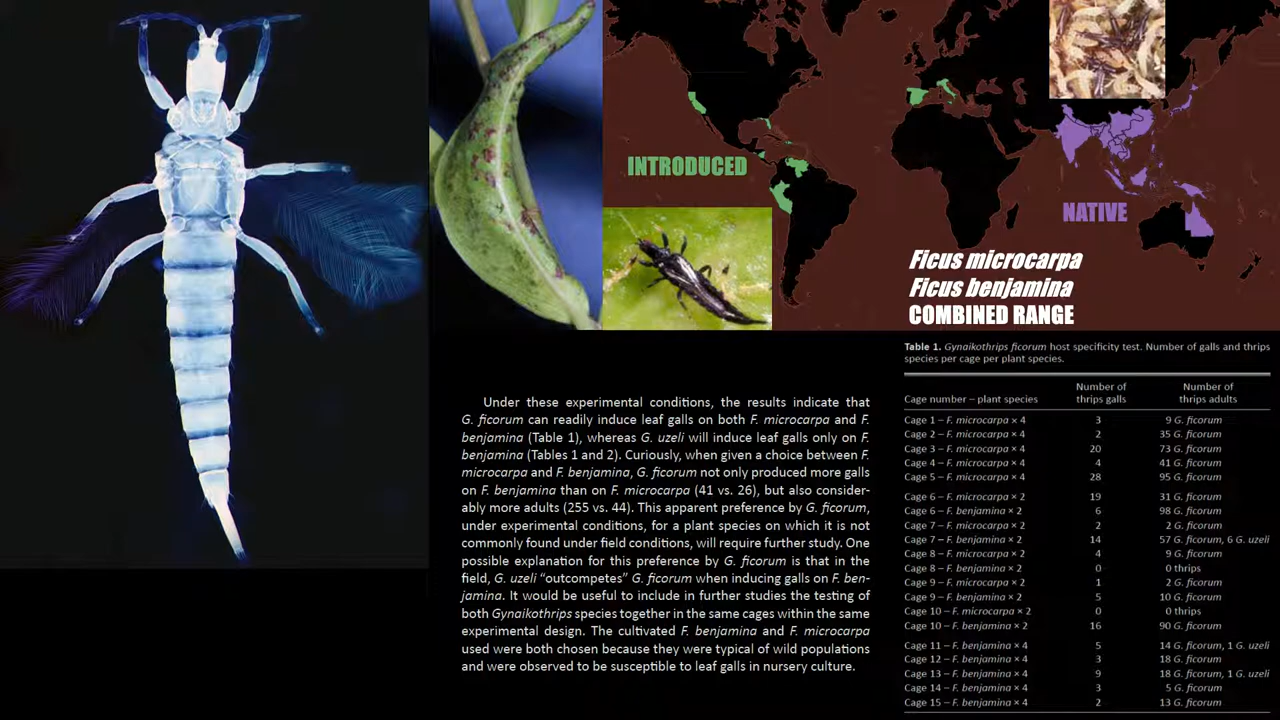 INTRODUCED
NATIVE
Ficus microcarpa
Ficus benjamina
COMBINED RANGE
Under these experimental conditions, the results indicate that
G. ficorum can readily induce leaf galls on both F. microcarpa and F.
benjamina (Table 1), whereas G. uzeli will induce leaf galls only on F.
benjamina (Tables 1 and 2). Curiously, when given a choice between F.
microcarpa and F. benjamina, G. ficorum not only produced more galls
on F. benjamina than on F. microcarpa (41 vs. 26), but also consider-
ably more adults (255 vs. 44). This apparent preference by G. ficorum,
under experimental conditions, for a plant species on which it is not
commonly found under field conditions, will require further study. One
possible explanation for this preference by G. ficorum is that in the
field, G. uzeli “outcompetes” G. ficorum when inducing galls on F. ben-
jamina. It would be useful to include in further studies the testing of
both Gynaikothrips species together in the same cages within the same
experimental design. The cultivated F. benjamina and F. microcarpa
used were both chosen because they were typical of wild populations
and were observed to be susceptible to leaf galls in nursery culture.
Table 1. Gynaikothrips ficorum host specificity test. Number of galls and thrips
species per cage per plant species.
Cage number – plant species Number of thrips galls Number of thrips adults
Cage 1 – F. microcarpa × 4 3 9 G. ficorum
Cage 2 – F. microcarpa × 4 2 35 G. ficorum
Cage 3 – F. microcarpa × 4 20 73 G. ficorum
Cage 4 – F. microcarpa × 4 4 41 G. ficorum
Cage 5 – F. microcarpa × 4 28 95 G. ficorum
Cage 6 – F. microcarpa × 2 19 31 G. ficorum
Cage 6 – F. benjamina × 2 6 98 G. ficorum
Cage 7 – F. microcarpa × 2 2 2 G. ficorum
Cage 7 – F. benjamina × 2 14 57 G. ficorum, 6 G. uzeli
Cage 8 – F. microcarpa × 2 4 9 G. ficorum
Cage 8 – F. benjamina × 2 0 0 thrips
Cage 9 – F. microcarpa × 2 1 2 G. ficorum
Cage 9 – F. benjamina × 2 5 10 G. ficorum
Cage 10 – F. microcarpa × 2 0 0 thrips
Cage 10 – F. benjamina × 2 16 90 G. ficorum
Cage 11 – F. benjamina × 4 5 14 G. ficorum, 1 G. uzeli
Cage 12 – F. benjamina × 4 3 18 G. ficorum
Cage 13 – F. benjamina × 4 9 18 G. ficorum, 1 G. uzeli
Cage 14 – F. benjamina × 4 3 5 G. ficorum
Cage 15 – F. benjamina × 4 2 13 G. ficorum